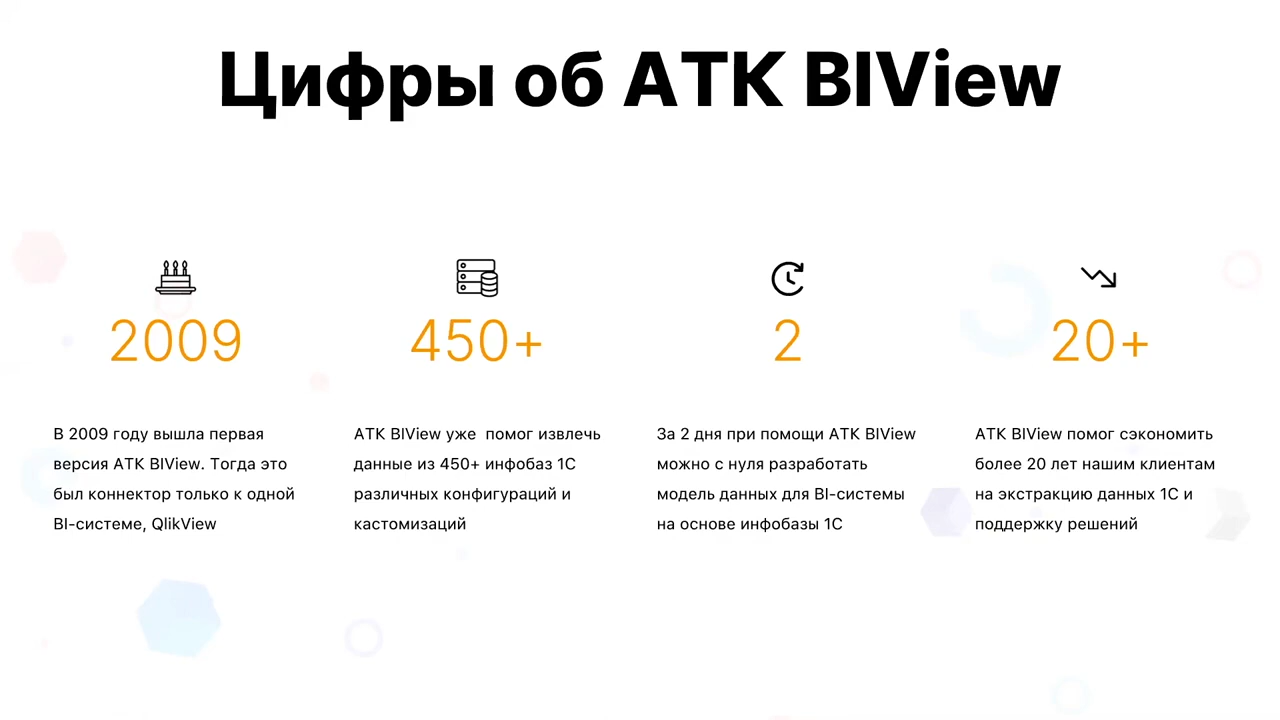 Цифры об ATK BIView
2009
В 2009 году вышла первая
версия ATK BIView. Тогда это
был коннектор только к одной
BI-системе, QlikView
450+
ATK BIView уже  помог извлечь
данные из 450+ инфобаз 1С
различных конфигураций и
кастомизаций
2
За 2 дня при помощи ATK BIView
можно с нуля разработать
модель данных для BI-системы
на основе инфобазы 1С
20+
ATK BIView помог сэкономить
более 20 лет нашим клиентам
на экстракцию данных 1С и
поддержку решений